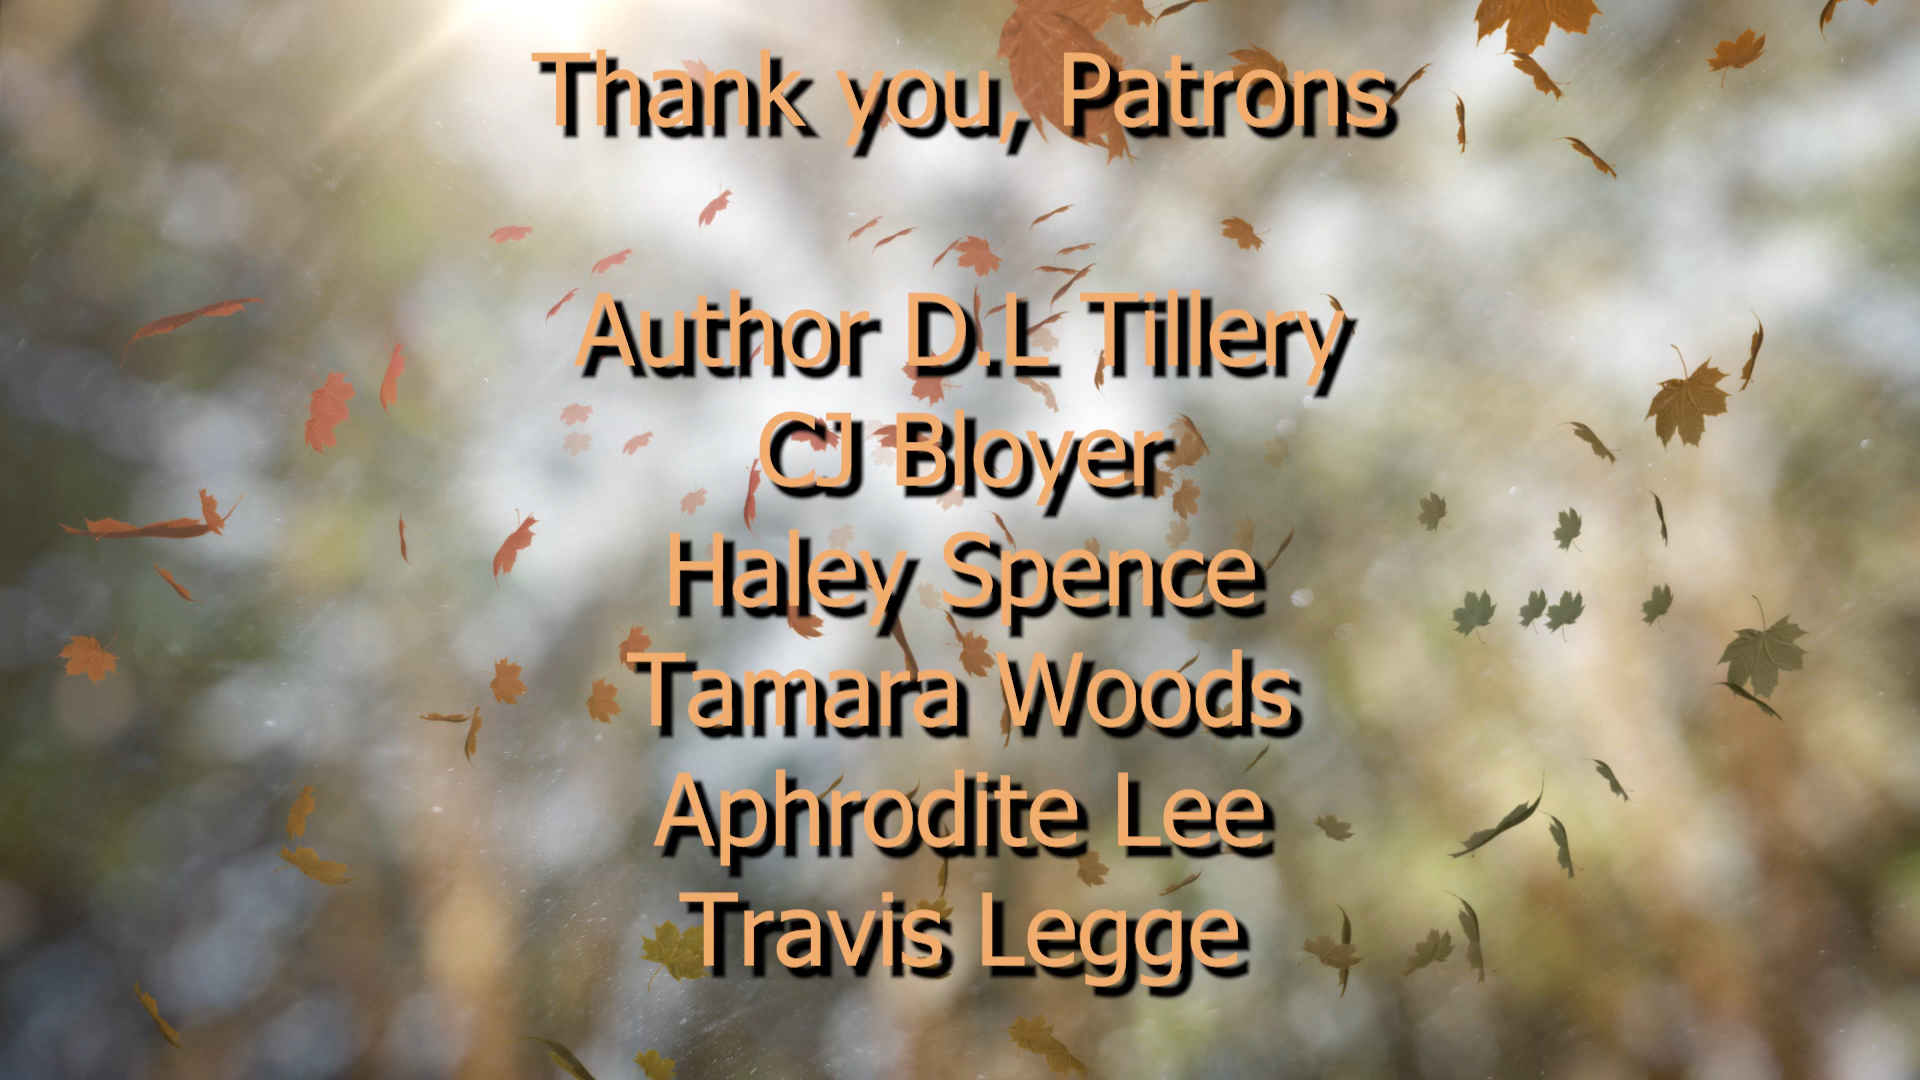 Thank you, Patrons
Author D.L Tillery
CJ Bloyer
Haley Spence
Tamara Woods
Aphrodite Lee
Travis Legge